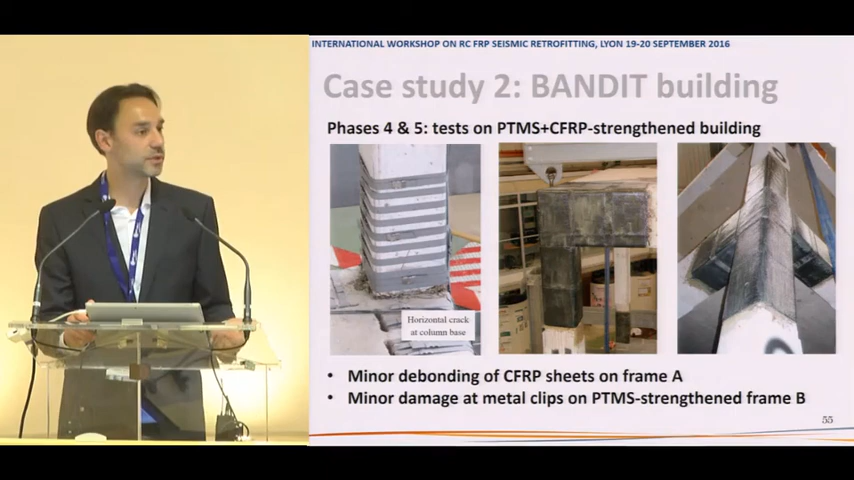 INTERNATIONAL WORKSHOP ON RC FRP SEISMIC RETROFITTING, LYON 19-20 SEPTEMBER 2016
Case study 2: BANDIT building
Phases 4 & 5: tests on PTMS+CFRP-strengthened building
Horizontal crack
at column base
• Minor debonding of CFRP sheets on frame A
• Minor damage at metal clips on PTMS-strengthened frame B
55